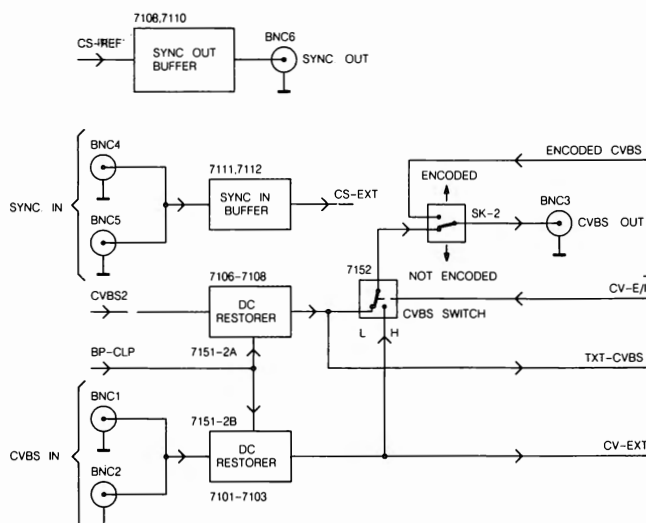 7108,7110
BNC6
CS-REF
SYNC OUT
BUFFER
SYNC OUT
BNC4
ENCODED CVBS
7111,7112
ENCODED
BNC3
SYNC IN
SYNC IN
BUFFER
CS-EXT
SK-2
CVBS OUT
BNC5
7106-7108
7152
NOT ENCODED
CVBS2
DC
RESTORER
CV-E/
CVBS SWITCH
L H
BP-CLP
7151-2A
TXT-CVBS
BNC1
7151-2B
CVBS IN
DC
RESTORER
CV-EXT
BNC2
7101-7103